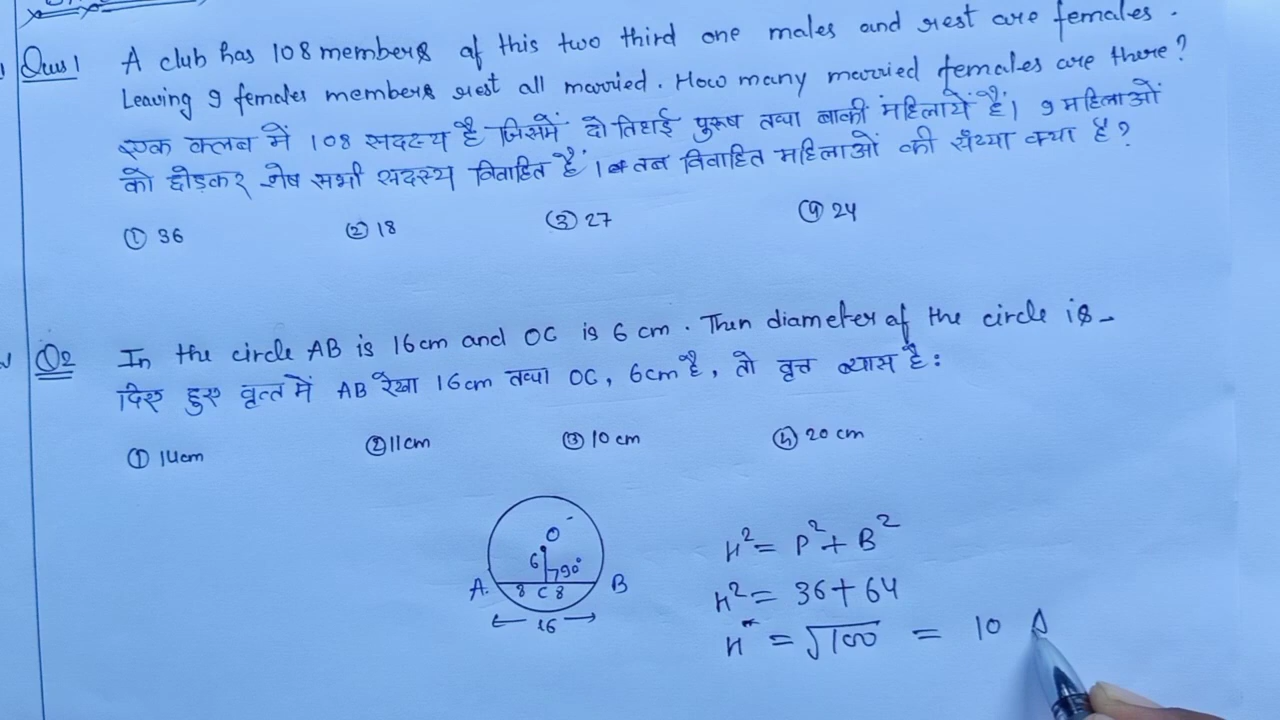 Qus 1 A club has 108 members of this two third one males and rest are females.
Leaving 9 females members rest all married. How many married females are there?
एक क्लब में 108 सदस्य है जिसमें दो तिहाई पुरुष तथा बाकी महिलायें हैं। 9 महिलाओं
को छोड़कर शेष सभी सदस्य विवाहित हैं। तब विवाहित महिलाओं की संख्या क्या है?
① 36 ② 18 ③ 27 ④ 24
Q2 In the circle AB is 16cm and OC is 6 cm. Then diameter of the circle is-
दिए हुए वृत्त में AB रेखा 16cm तथा OC, 6cm है, तो वृत्त व्यास है:
① 14cm ② 11cm ③ 10 cm ④ 20 cm
O
6 90°
A 8 C 8 B
16
H² = P² + B²
H² = 36 + 64
H = √100 = 10